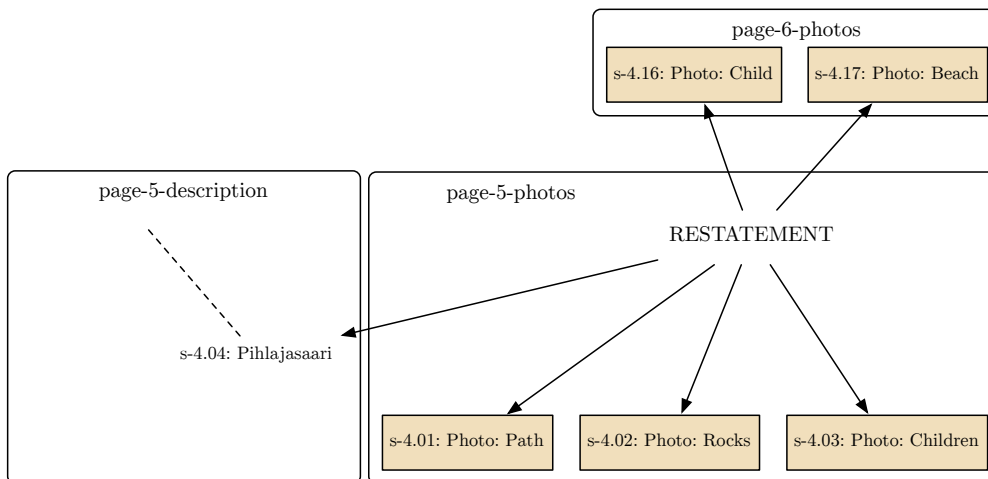 page-6-photos
s-4.16: Photo: Child
s-4.17: Photo: Beach
page-5-description
page-5-photos
RESTATEMENT
s-4.04: Pihlajasaari
s-4.01: Photo: Path
s-4.02: Photo: Rocks
s-4.03: Photo: Children